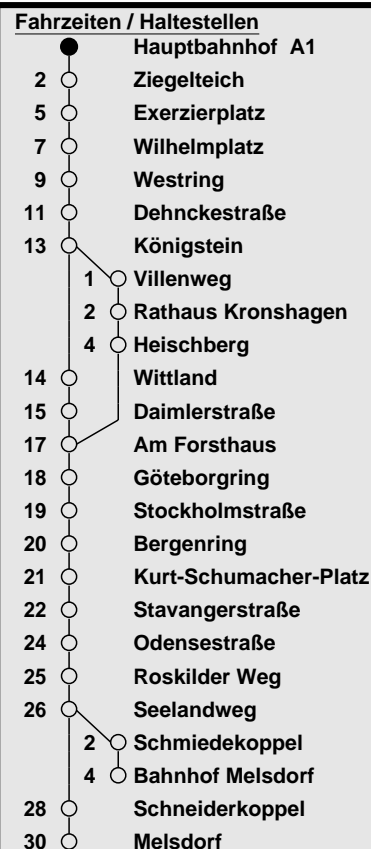 Fahrzeiten / Haltestellen
Hauptbahnhof A1
2 Ziegelteich
5 Exerzierplatz
7 Wilhelmplatz
9 Westring
11 Dehnckestraße
13 Königstein
1 Villenweg
2 Rathaus Kronshagen
4 Heischberg
14 Wittland
15 Daimlerstraße
17 Am Forsthaus
18 Göteborgring
19 Stockholmstraße
20 Bergenring
21 Kurt-Schumacher-Platz
22 Stavangerstraße
24 Odensestraße
25 Roskilder Weg
26 Seelandweg
2 Schmiedekoppel
4 Bahnhof Melsdorf
28 Schneiderkoppel
30 Melsdorf